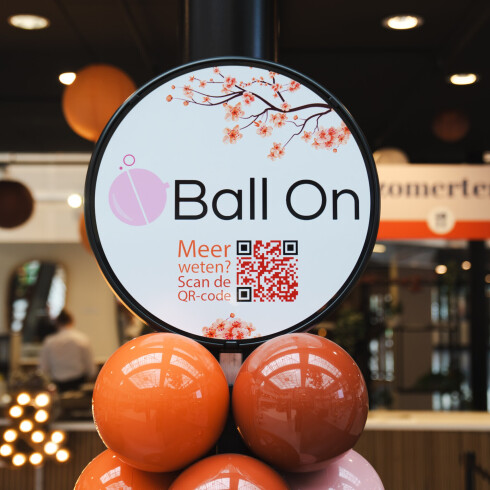 Ball On
Meer
weten?
Scan de
QR-code
zomerter